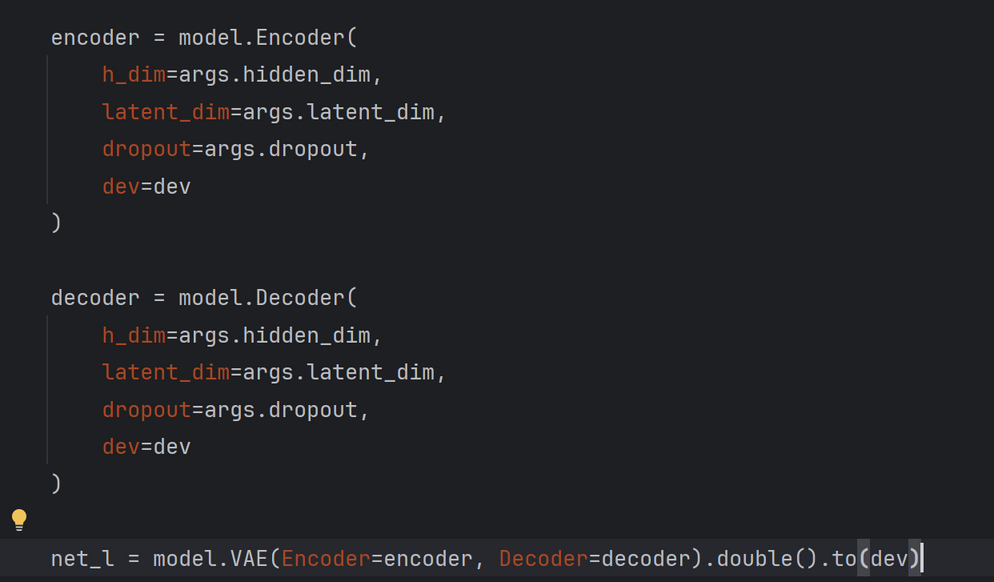 encoder = model.Encoder(
    h_dim=args.hidden_dim,
    latent_dim=args.latent_dim,
    dropout=args.dropout,
    dev=dev
)
decoder = model.Decoder(
    h_dim=args.hidden_dim,
    latent_dim=args.latent_dim,
    dropout=args.dropout,
    dev=dev
)
net_l = model.VAE(Encoder=encoder, Decoder=decoder).double().to(dev)